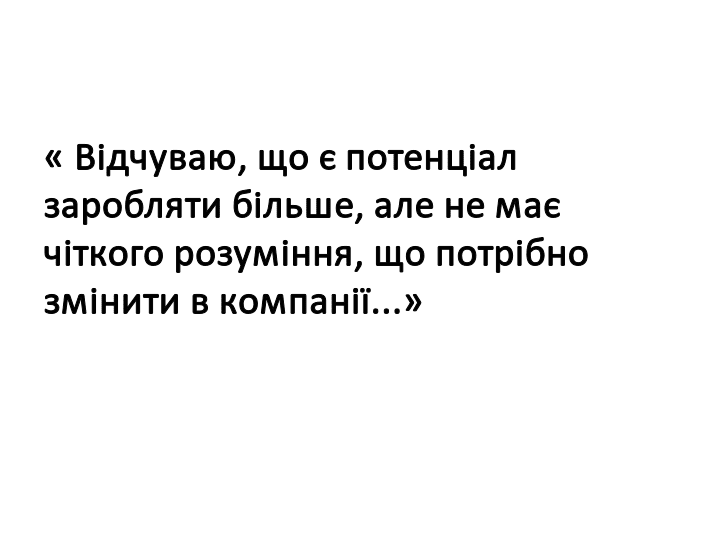 « Відчуваю, що є потенціал
заробляти більше, але не має
чіткого розуміння, що потрібно
змінити в компанії...»